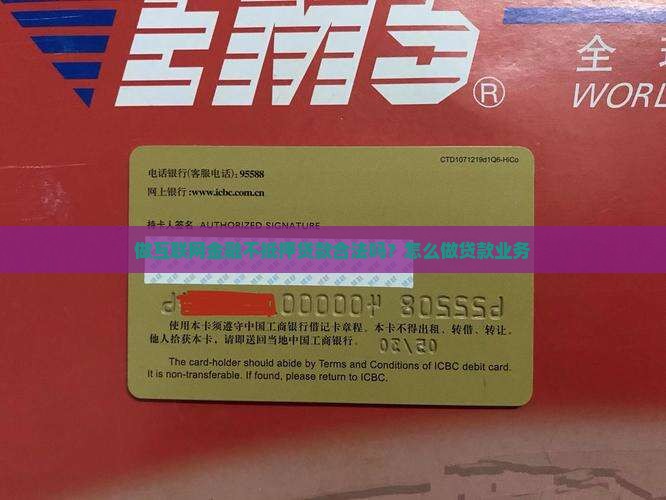 EMS
®
全
WORL
CTD1071219d1Q6-HiCo
电话银行(客服电话):95588
网上银行:www.icbc.com.cn
持卡人签名 AUTHORIZED SIGNATURE
做互联网金融不抵押贷款合法吗？怎么做贷款业务
使用本卡须遵守中国工商银行借记卡章程。本卡不得出租、转借、转让。
他人拾获本卡，请即送回当地中国工商银行。
The card-holder should abide by Terms and Conditions of ICBC debit card.
It is non-transferable. If found, please return to ICBC.